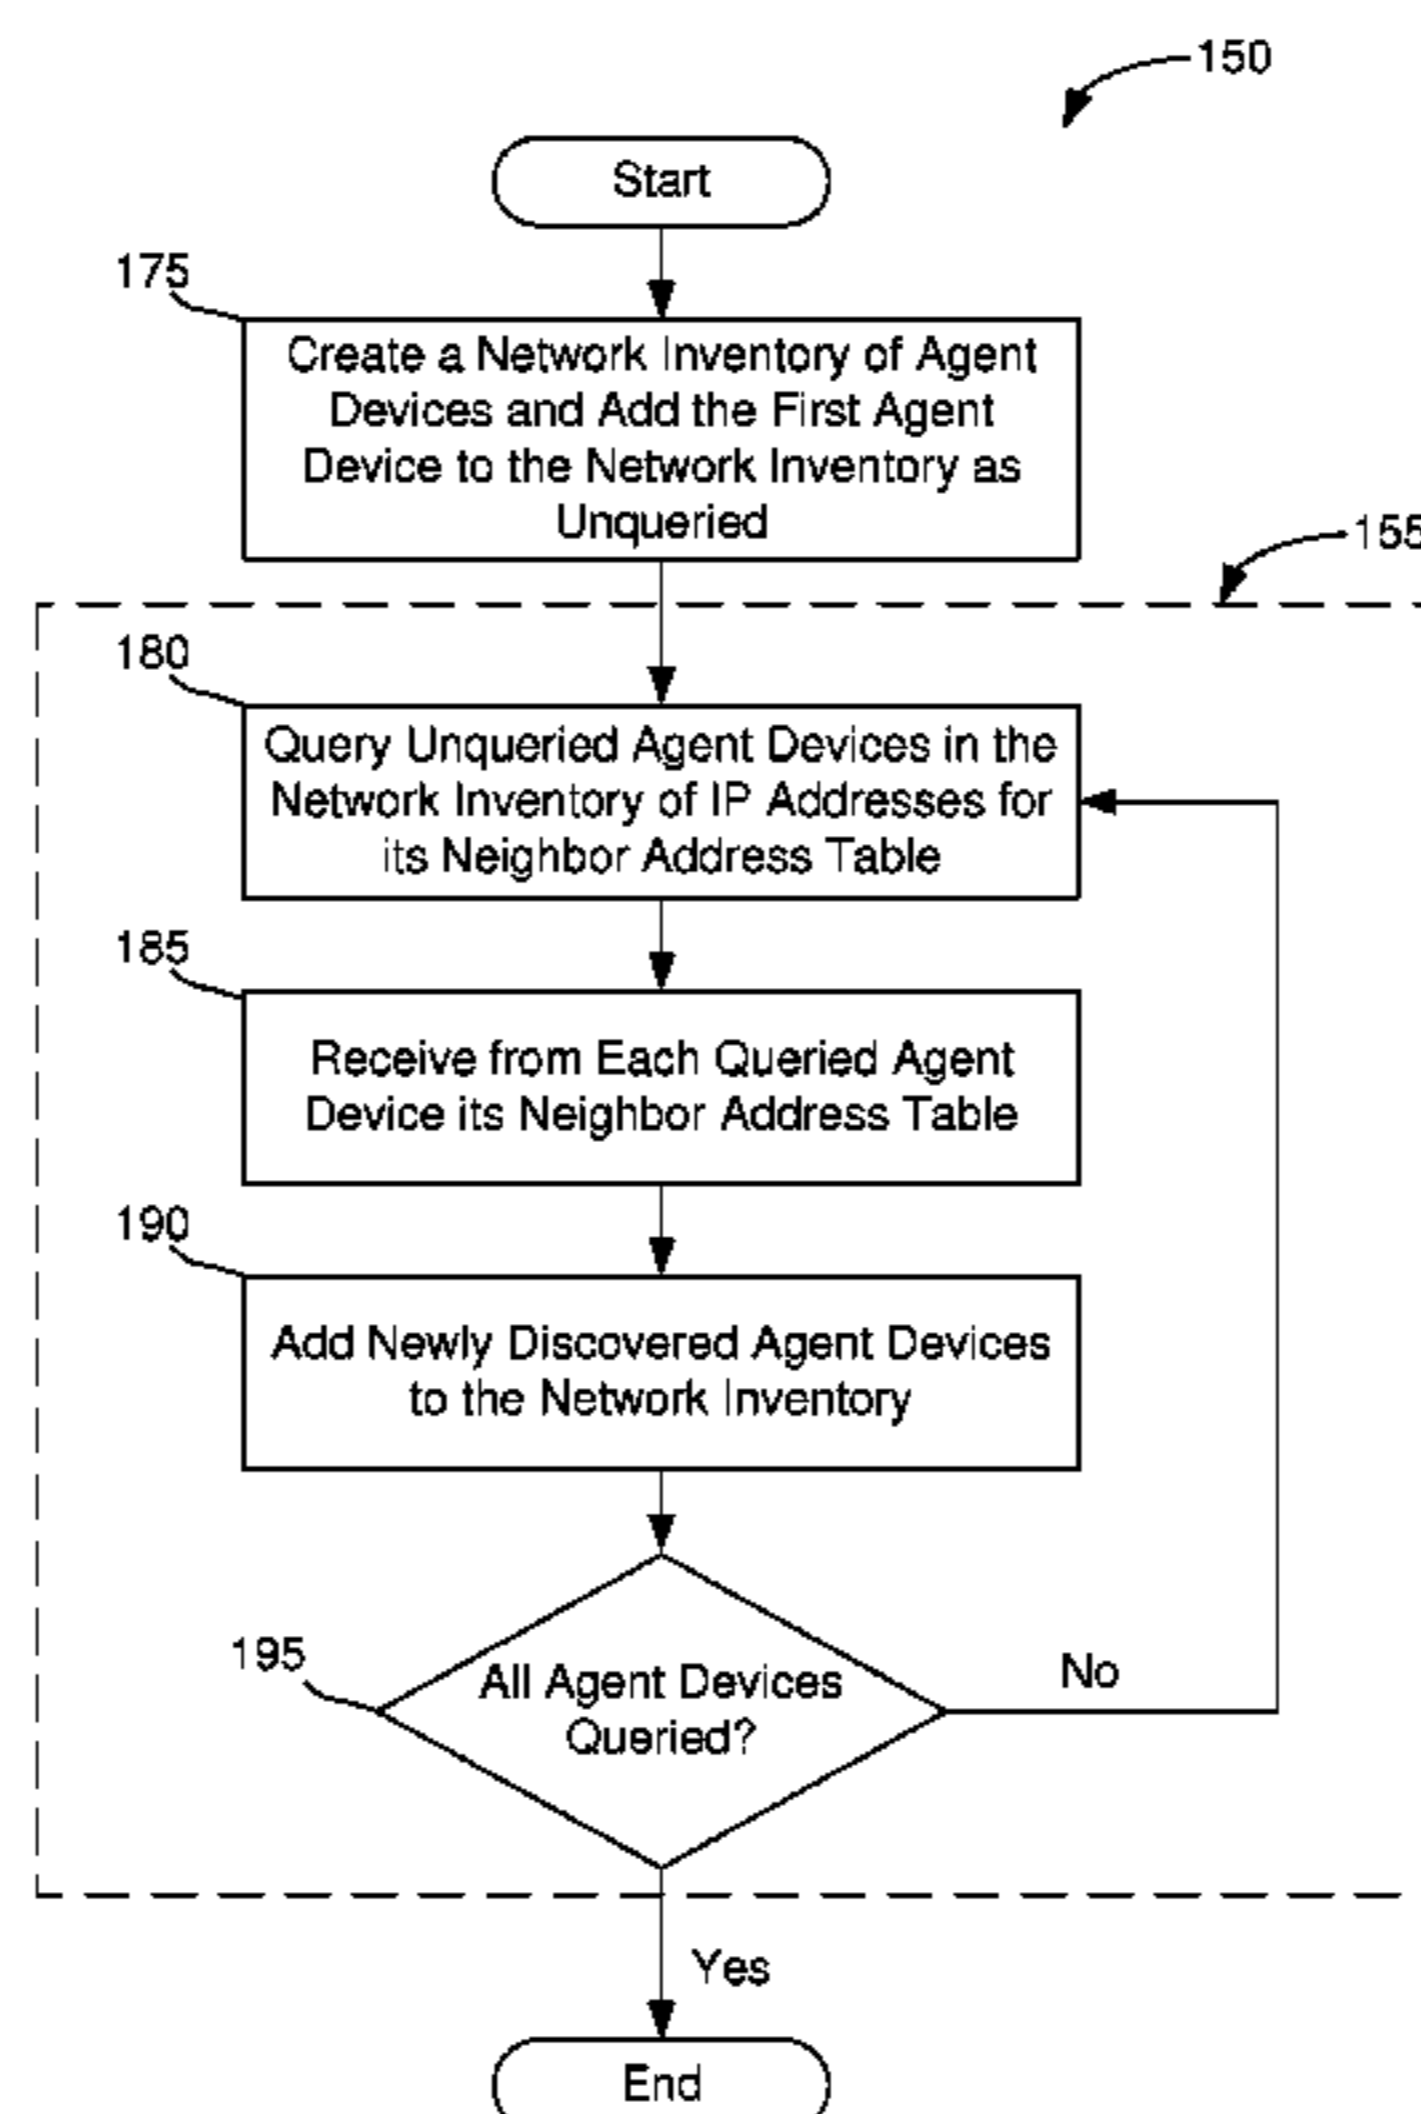 150
Start
175
Create a Network Inventory of Agent
Devices and Add the First Agent
Device to the Network Inventory as
Unqueried
155
180
Query Unqueried Agent Devices in the
Network Inventory of IP Addresses for
its Neighbor Address Table
185
Receive from Each Queried Agent
Device its Neighbor Address Table
190
Add Newly Discovered Agent Devices
to the Network Inventory
195
All Agent Devices
Queried?
No
Yes
End